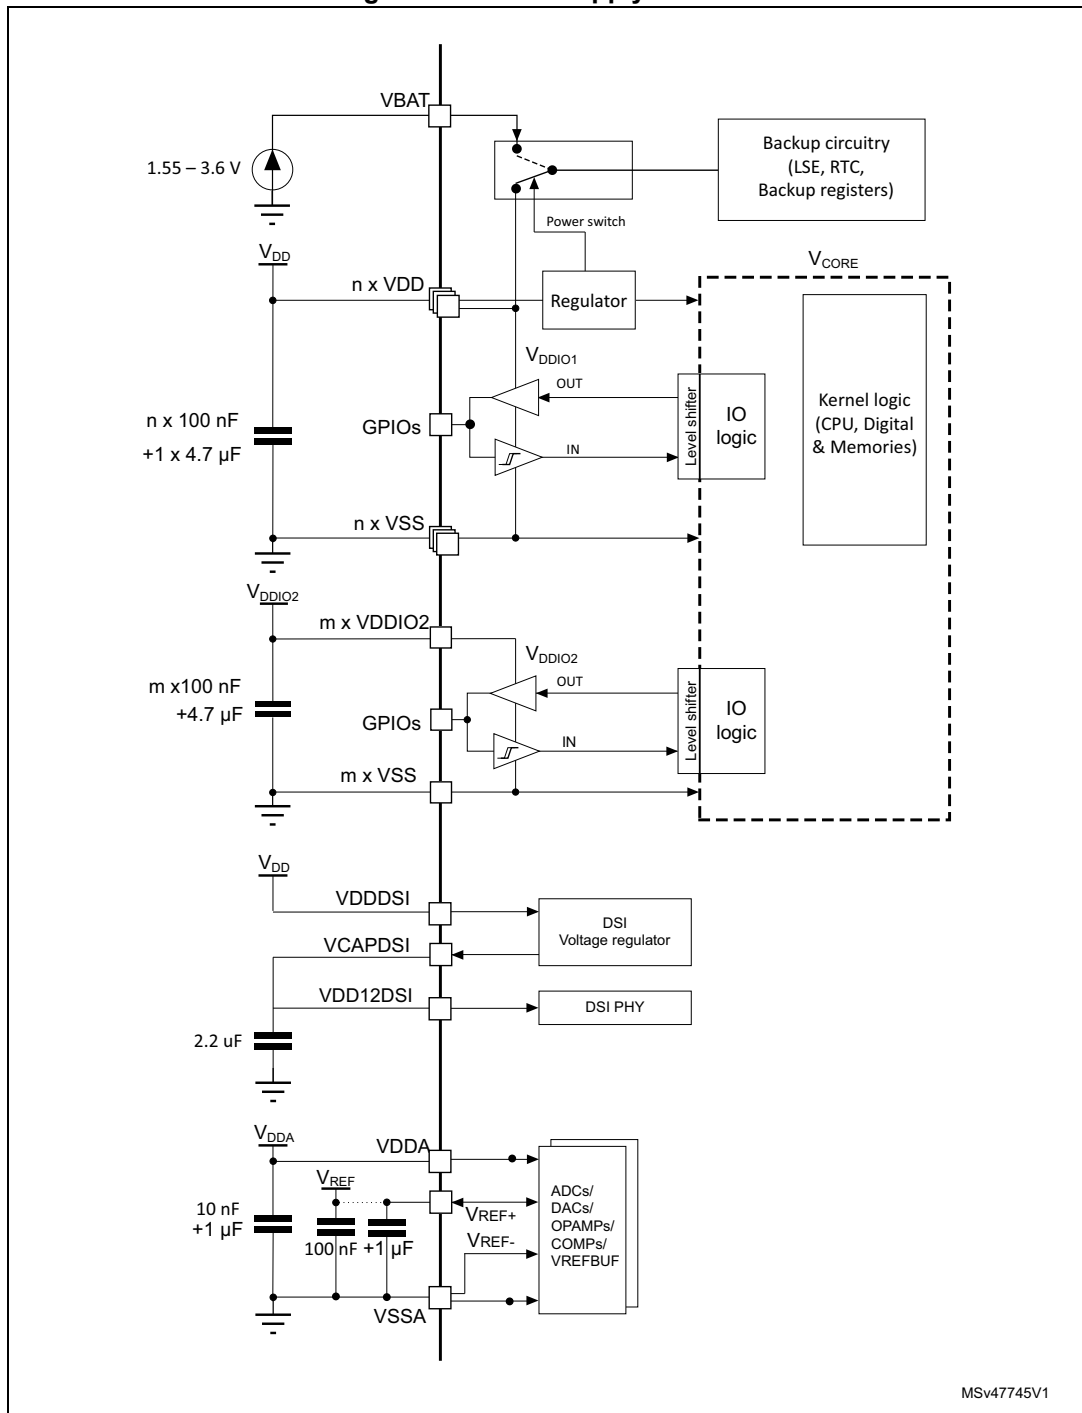 VBAT
1.55 – 3.6 V
Backup circuitry
(LSE, RTC,
Backup registers)
Power switch
VDD
VCORE
n x VDD
Regulator
VDDIO1
OUT
n x 100 nF
+1 x 4.7 µF
GPIOs
Level shifter
IO
logic
Kernel logic
(CPU, Digital
& Memories)
IN
n x VSS
VDDIO2
m x VDDIO2
VDDIO2
OUT
m x100 nF
+4.7 µF
GPIOs
Level shifter
IO
logic
IN
m x VSS
VDD
VDDDSI
DSI
Voltage regulator
VCAPDSI
VDD12DSI
DSI PHY
2.2 uF
VDDA
VDDA
VREF
10 nF
+1 µF
100 nF
+1 µF
VREF+
VREF-
ADCs/
DACs/
OPAMPs/
COMPs/
VREFBUF
VSSA
MSv47745V1